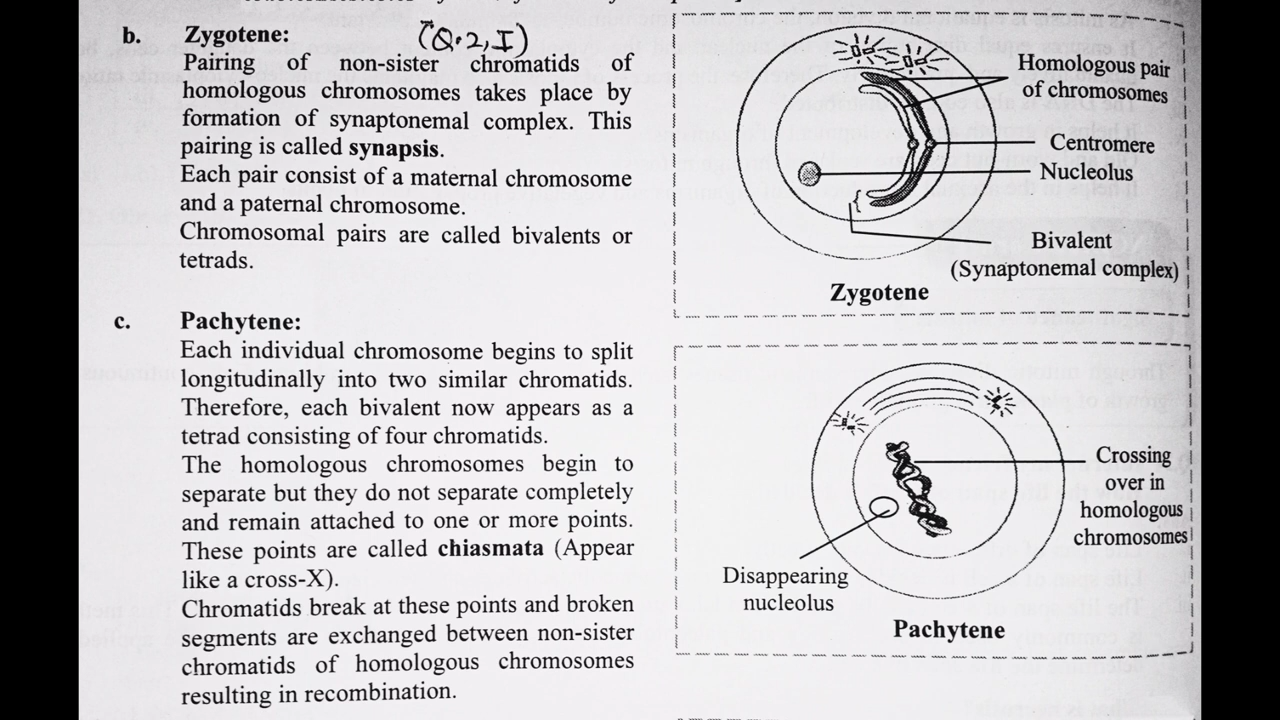 b. Zygotene: (Q.2, I)
Pairing of non-sister chromatids of
homologous chromosomes takes place by
formation of synaptonemal complex. This
pairing is called synapsis.
Each pair consist of a maternal chromosome
and a paternal chromosome.
Chromosomal pairs are called bivalents or
tetrads.
Homologous pair
of chromosomes
Centromere
Nucleolus
Bivalent
(Synaptonemal complex)
Zygotene
c. Pachytene:
Each individual chromosome begins to split
longitudinally into two similar chromatids.
Therefore, each bivalent now appears as a
tetrad consisting of four chromatids.
The homologous chromosomes begin to
separate but they do not separate completely
and remain attached to one or more points.
These points are called chiasmata (Appear
like a cross-X).
Chromatids break at these points and broken
segments are exchanged between non-sister
chromatids of homologous chromosomes
resulting in recombination.
Crossing
over in
homologous
chromosomes
Disappearing
nucleolus
Pachytene